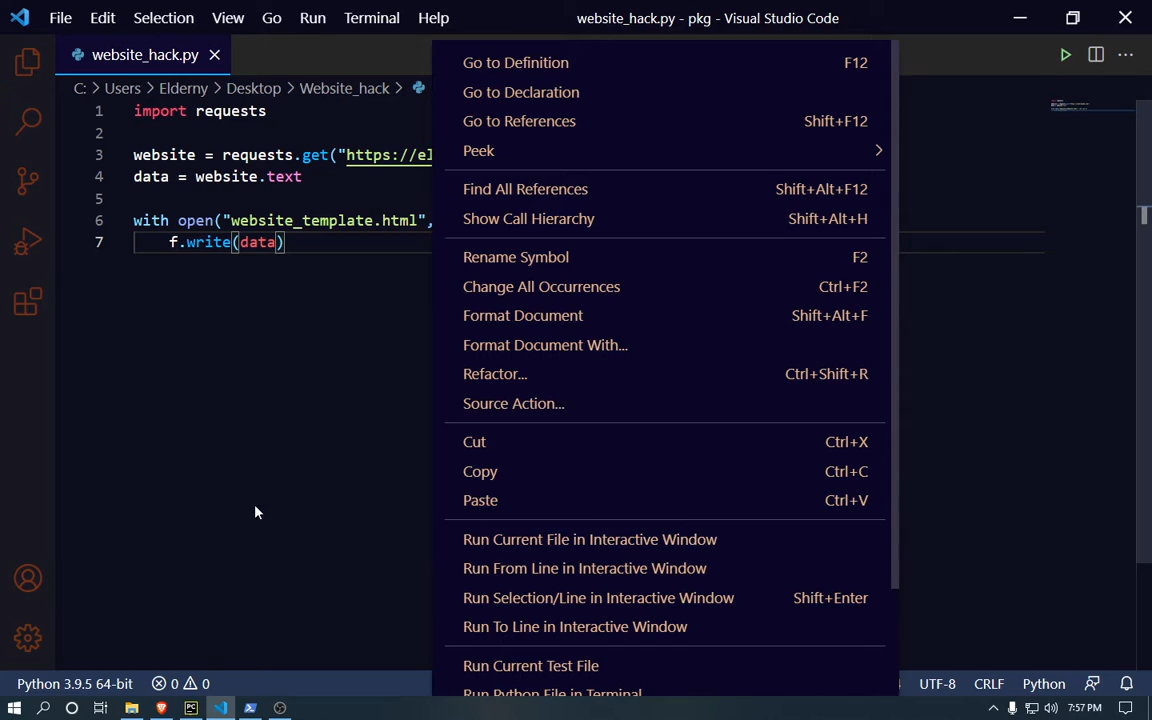 File Edit Selection View Go Run Terminal Help website_hack.py - pkg - Visual Studio Code
website_hack.py
C: > Users > Elderny > Desktop > Website_hack >
1 import requests
2
3 website = requests.get("https://el
4 data = website.text
5
6 with open("website_template.html",
7 f.write(data)
Go to Definition F12
Go to Declaration
Go to References Shift+F12
Peek
Find All References Shift+Alt+F12
Show Call Hierarchy Shift+Alt+H
Rename Symbol F2
Change All Occurrences Ctrl+F2
Format Document Shift+Alt+F
Format Document With...
Refactor... Ctrl+Shift+R
Source Action...
Cut Ctrl+X
Copy Ctrl+C
Paste Ctrl+V
Run Current File in Interactive Window
Run From Line in Interactive Window
Run Selection/Line in Interactive Window Shift+Enter
Run To Line in Interactive Window
Run Current Test File
Run Python File in Terminal
Python 3.9.5 64-bit 0 0 UTF-8 CRLF Python
PC 7:57 PM